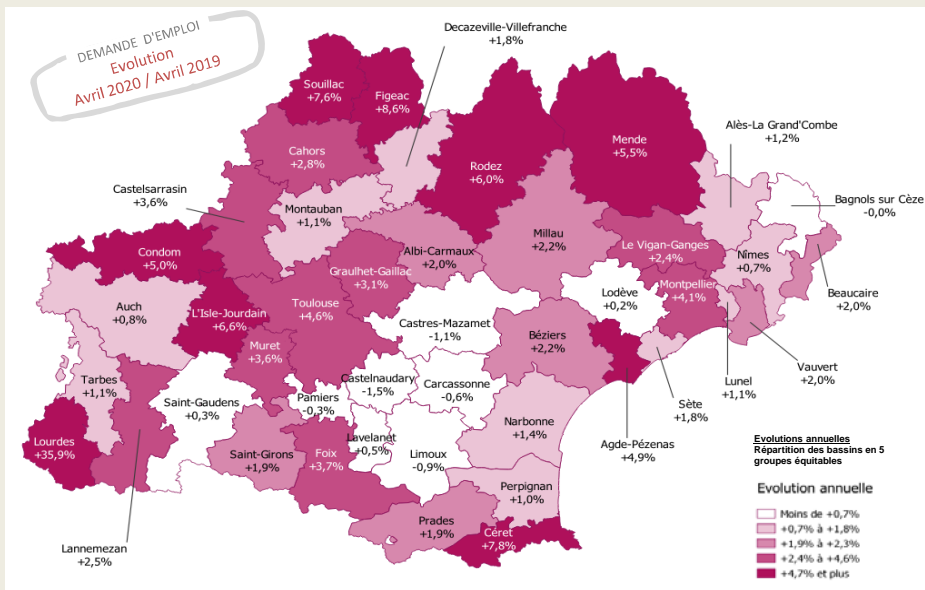 DEMANDE D'EMPLOI
Evolution
Avril 2020 / Avril 2019
Decazeville-Villefranche
+1,8%
Souillac
+7,6%
Figeac
+8,6%
Cahors
+2,8%
Rodez
+6,0%
Mende
+5,5%
Alès-La Grand'Combe
+1,2%
Castelsarrasin
+3,6%
Montauban
+1,1%
Bagnols sur Cèze
-0,0%
Condom
+5,0%
Albi-Carmaux
+2,0%
Millau
+2,2%
Le Vigan-Ganges
+2,4%
Nîmes
+0,7%
Graulhet-Gaillac
+3,1%
Beaucaire
+2,0%
Auch
+0,8%
L'Isle-Jourdain
+6,6%
Toulouse
+4,6%
Lodève
+0,2%
Montpellier
+4,1%
Castres-Mazamet
-1,1%
Béziers
+2,2%
Muret
+3,6%
Vauvert
+2,0%
Tarbes
+1,1%
Saint-Gaudens
+0,3%
Pamiers
-0,3%
Castelnaudary
-1,5%
Carcassonne
-0,6%
Lunel
+1,1%
Sète
+1,8%
Narbonne
+1,4%
Lourdes
+35,9%
Saint-Girons
+1,9%
Foix
+3,7%
Lavelanet
+0,5%
Limoux
-0,9%
Agde-Pézenas
+4,9%
Perpignan
+1,0%
Prades
+1,9%
Céret
+7,8%
Lannemezan
+2,5%
Evolutions annuelles
Répartition des bassins en 5
groupes équitables
Evolution annuelle
Moins de +0,7%
+0,7% à +1,8%
+1,9% à +2,3%
+2,4% à +4,6%
+4,7% et plus